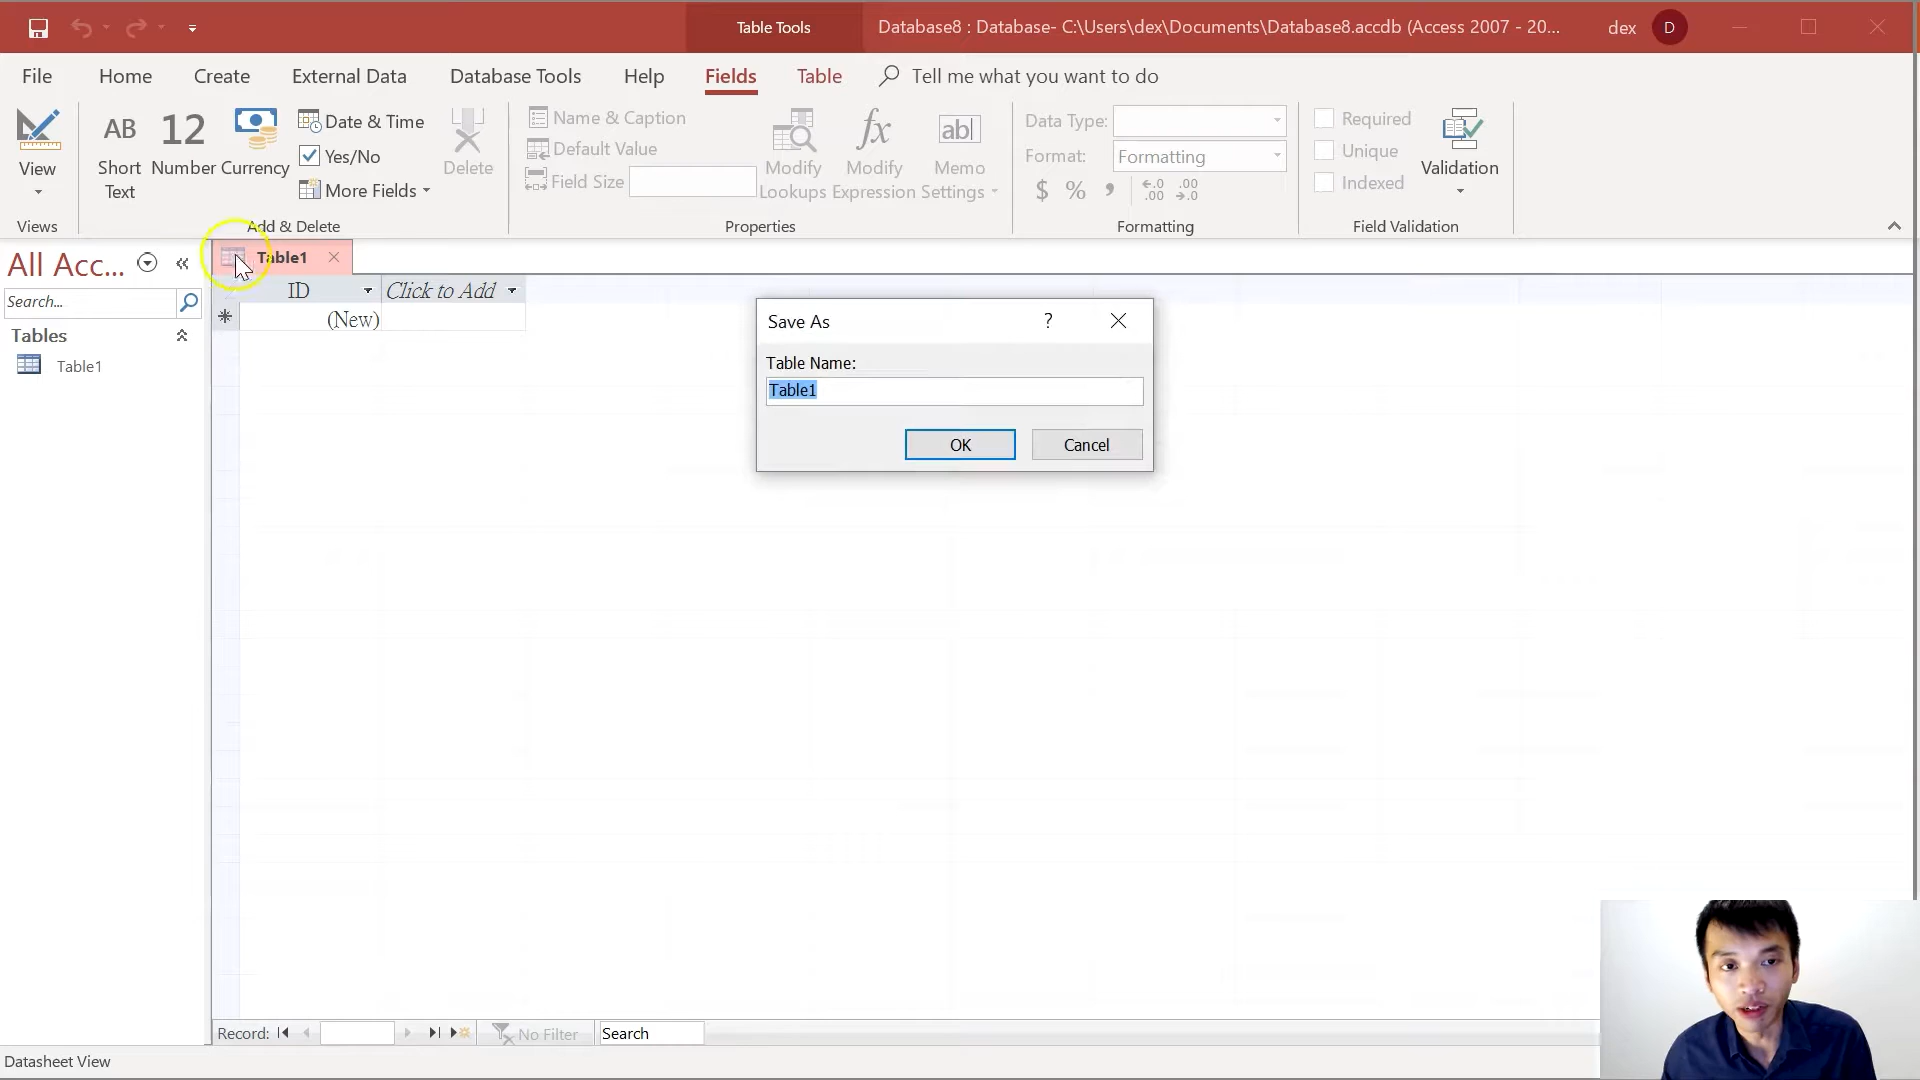 Table Tools
Database8 : Database- C:\Users\dex\Documents\Database8.accdb (Access 2007 - 20...
dex
D
File
Home
Create
External Data
Database Tools
Help
Fields
Table
Tell me what you want to do
View
Views
AB
Short
Text
12
Number
Currency
Date & Time
Yes/No
More Fields
Delete
Add & Delete
Name & Caption
Default Value
Field Size
Modify
Lookups
fx
Modify
Expression
ab|
Memo
Settings
Properties
Data Type:
Format:
Formatting
$ % ,
←.0
.00
.00
→.0
Formatting
Required
Unique
Indexed
Validation
Field Validation
All Acc...
Search...
Tables
Table1
Table1
ID
Click to Add
(New)
Save As
?
Table Name:
Table1
OK
Cancel
Record:
No Filter
Search
Datasheet View